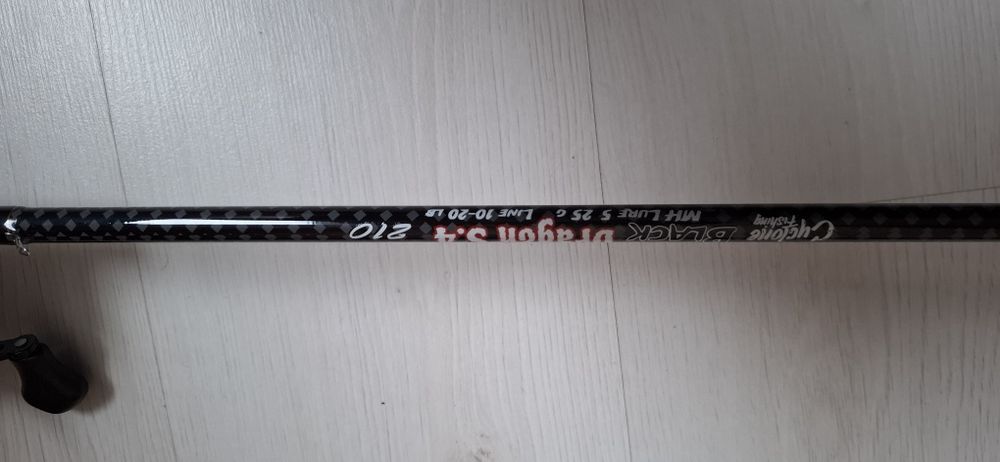 Cyclone
Fishing
BLACK Dragon S.4 210
MH LURE 5 25 G LINE 10-20 LB